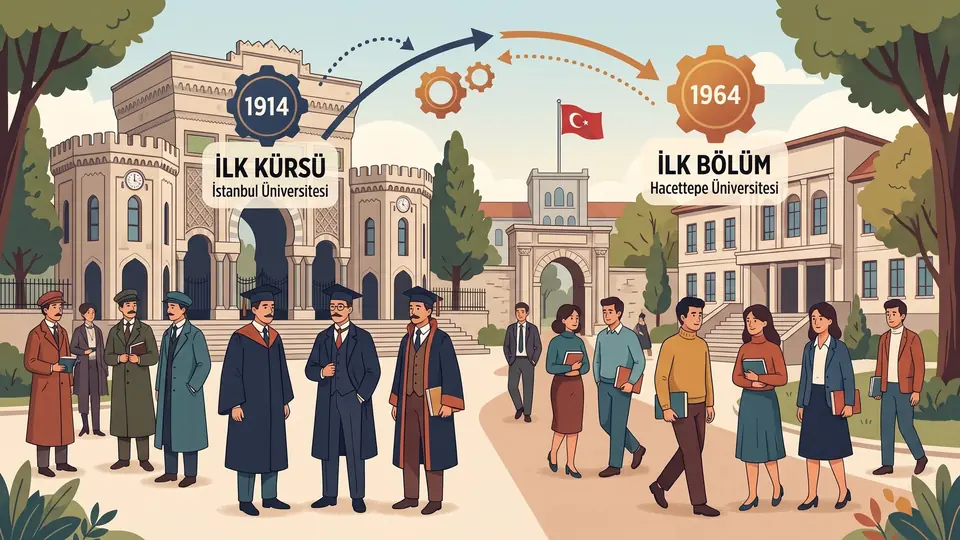 1914
İLK KÜRSÜ
İstanbul Üniversitesi
1964
İLK BÖLÜM
Hacettepe Üniversitesi